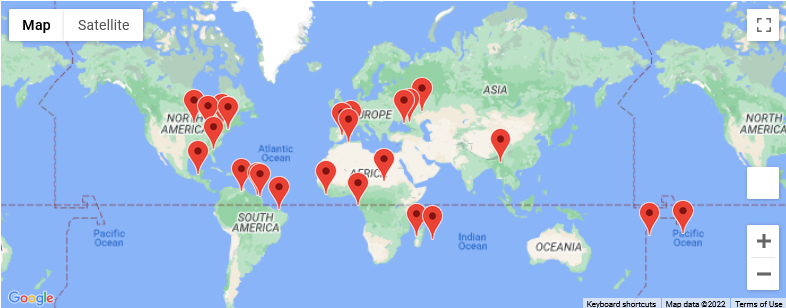 Map Satellite
ASIA
EUROPE
NORTH
AMERICA
Atlantic
Ocean
AFRICA
SOUTH
AMERICA
Pacific
Ocean
Indian
Ocean
OCEANIA
Pacific
Ocean
NORTH
AMERICA
Google
Keyboard shortcuts Map data ©2022 Terms of Use